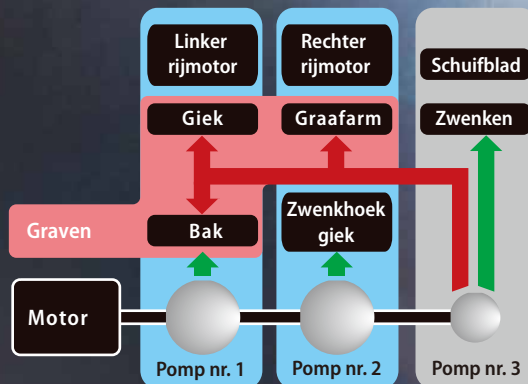 Linker
rijmotor
Rechter
rijmotor
Schuifblad
Giek
Graafarm
Zwenken
Graven
Bak
Zwenkhoek
giek
Motor
Pomp nr. 1
Pomp nr. 2
Pomp nr. 3